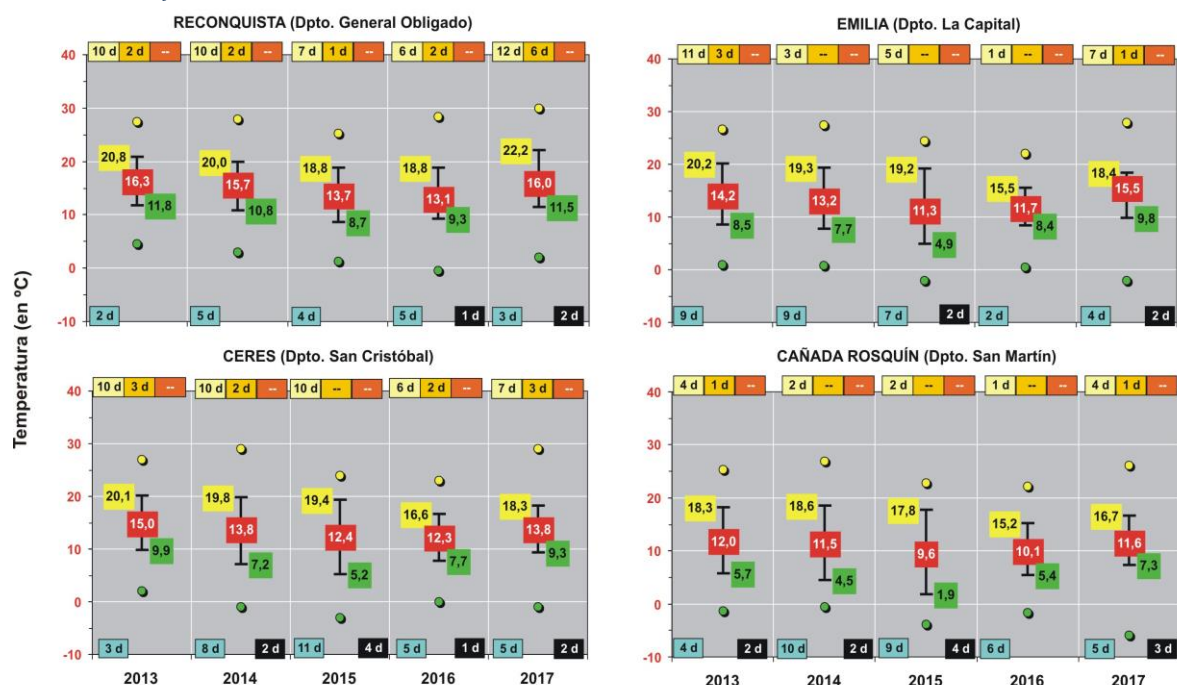 RECONQUISTA (Dpto. General Obligado)
10 d 2 d -- 10 d 2 d -- 7 d 1 d -- 6 d 2 d -- 12 d 6 d --
40
30
20
10
0
-10
20,8 16,3 11,8
20,0 15,7 10,8
18,8 13,7 8,7
18,8 13,1 9,3
22,2 16,0 11,5
2 d 5 d 4 d 5 d 1 d 3 d 2 d
EMILIA (Dpto. La Capital)
11 d 3 d -- 3 d -- -- 5 d -- -- 1 d -- -- 7 d 1 d --
40
30
20
10
0
-10
20,2 14,2 8,5
19,3 13,2 7,7
19,2 11,3 4,9
15,5 11,7 8,4
18,4 15,5 9,8
9 d 9 d 7 d 2 d 2 d 4 d 2 d
Temperatura (en ºC)
CERES (Dpto. San Cristóbal)
10 d 3 d -- 10 d 2 d -- 10 d -- -- 6 d 2 d -- 7 d 3 d --
40
30
20
10
0
-10
20,1 15,0 9,9
19,8 13,8 7,2
19,4 12,4 5,2
16,6 12,3 7,7
18,3 13,8 9,3
3 d 8 d 2 d 11 d 4 d 5 d 1 d 5 d 2 d
2013 2014 2015 2016 2017
CAÑADA ROSQUÍN (Dpto. San Martín)
4 d 1 d -- 2 d -- -- 2 d -- -- 1 d -- -- 4 d 1 d --
40
30
20
10
0
-10
18,3 12,0 5,7
18,6 11,5 4,5
17,8 9,6 1,9
15,2 10,1 5,4
16,7 11,6 7,3
4 d 2 d 10 d 2 d 9 d 4 d 6 d 5 d 3 d
2013 2014 2015 2016 2017